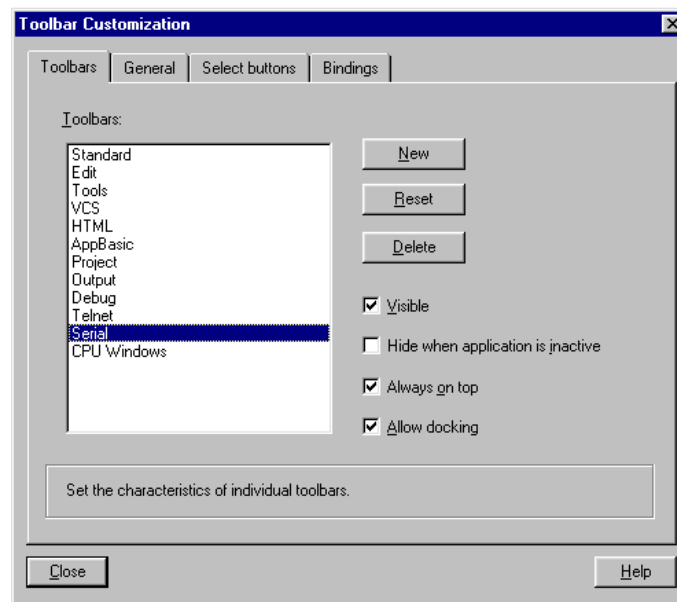 Toolbar Customization
Toolbars General Select buttons Bindings
Toolbars:
Standard
Edit
Tools
VCS
HTML
AppBasic
Project
Output
Debug
Telnet
Serial
CPU Windows
New
Reset
Delete
Visible
Hide when application is inactive
Always on top
Allow docking
Set the characteristics of individual toolbars.
Close Help